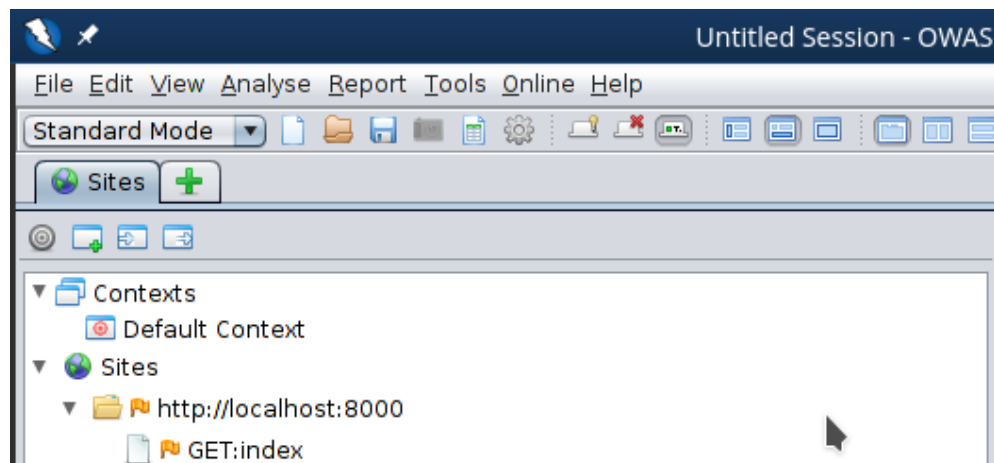 Untitled Session - OWAS
File Edit View Analyse Report Tools Online Help
Standard Mode
Sites
Contexts
Default Context
Sites
http://localhost:8000
GET:index